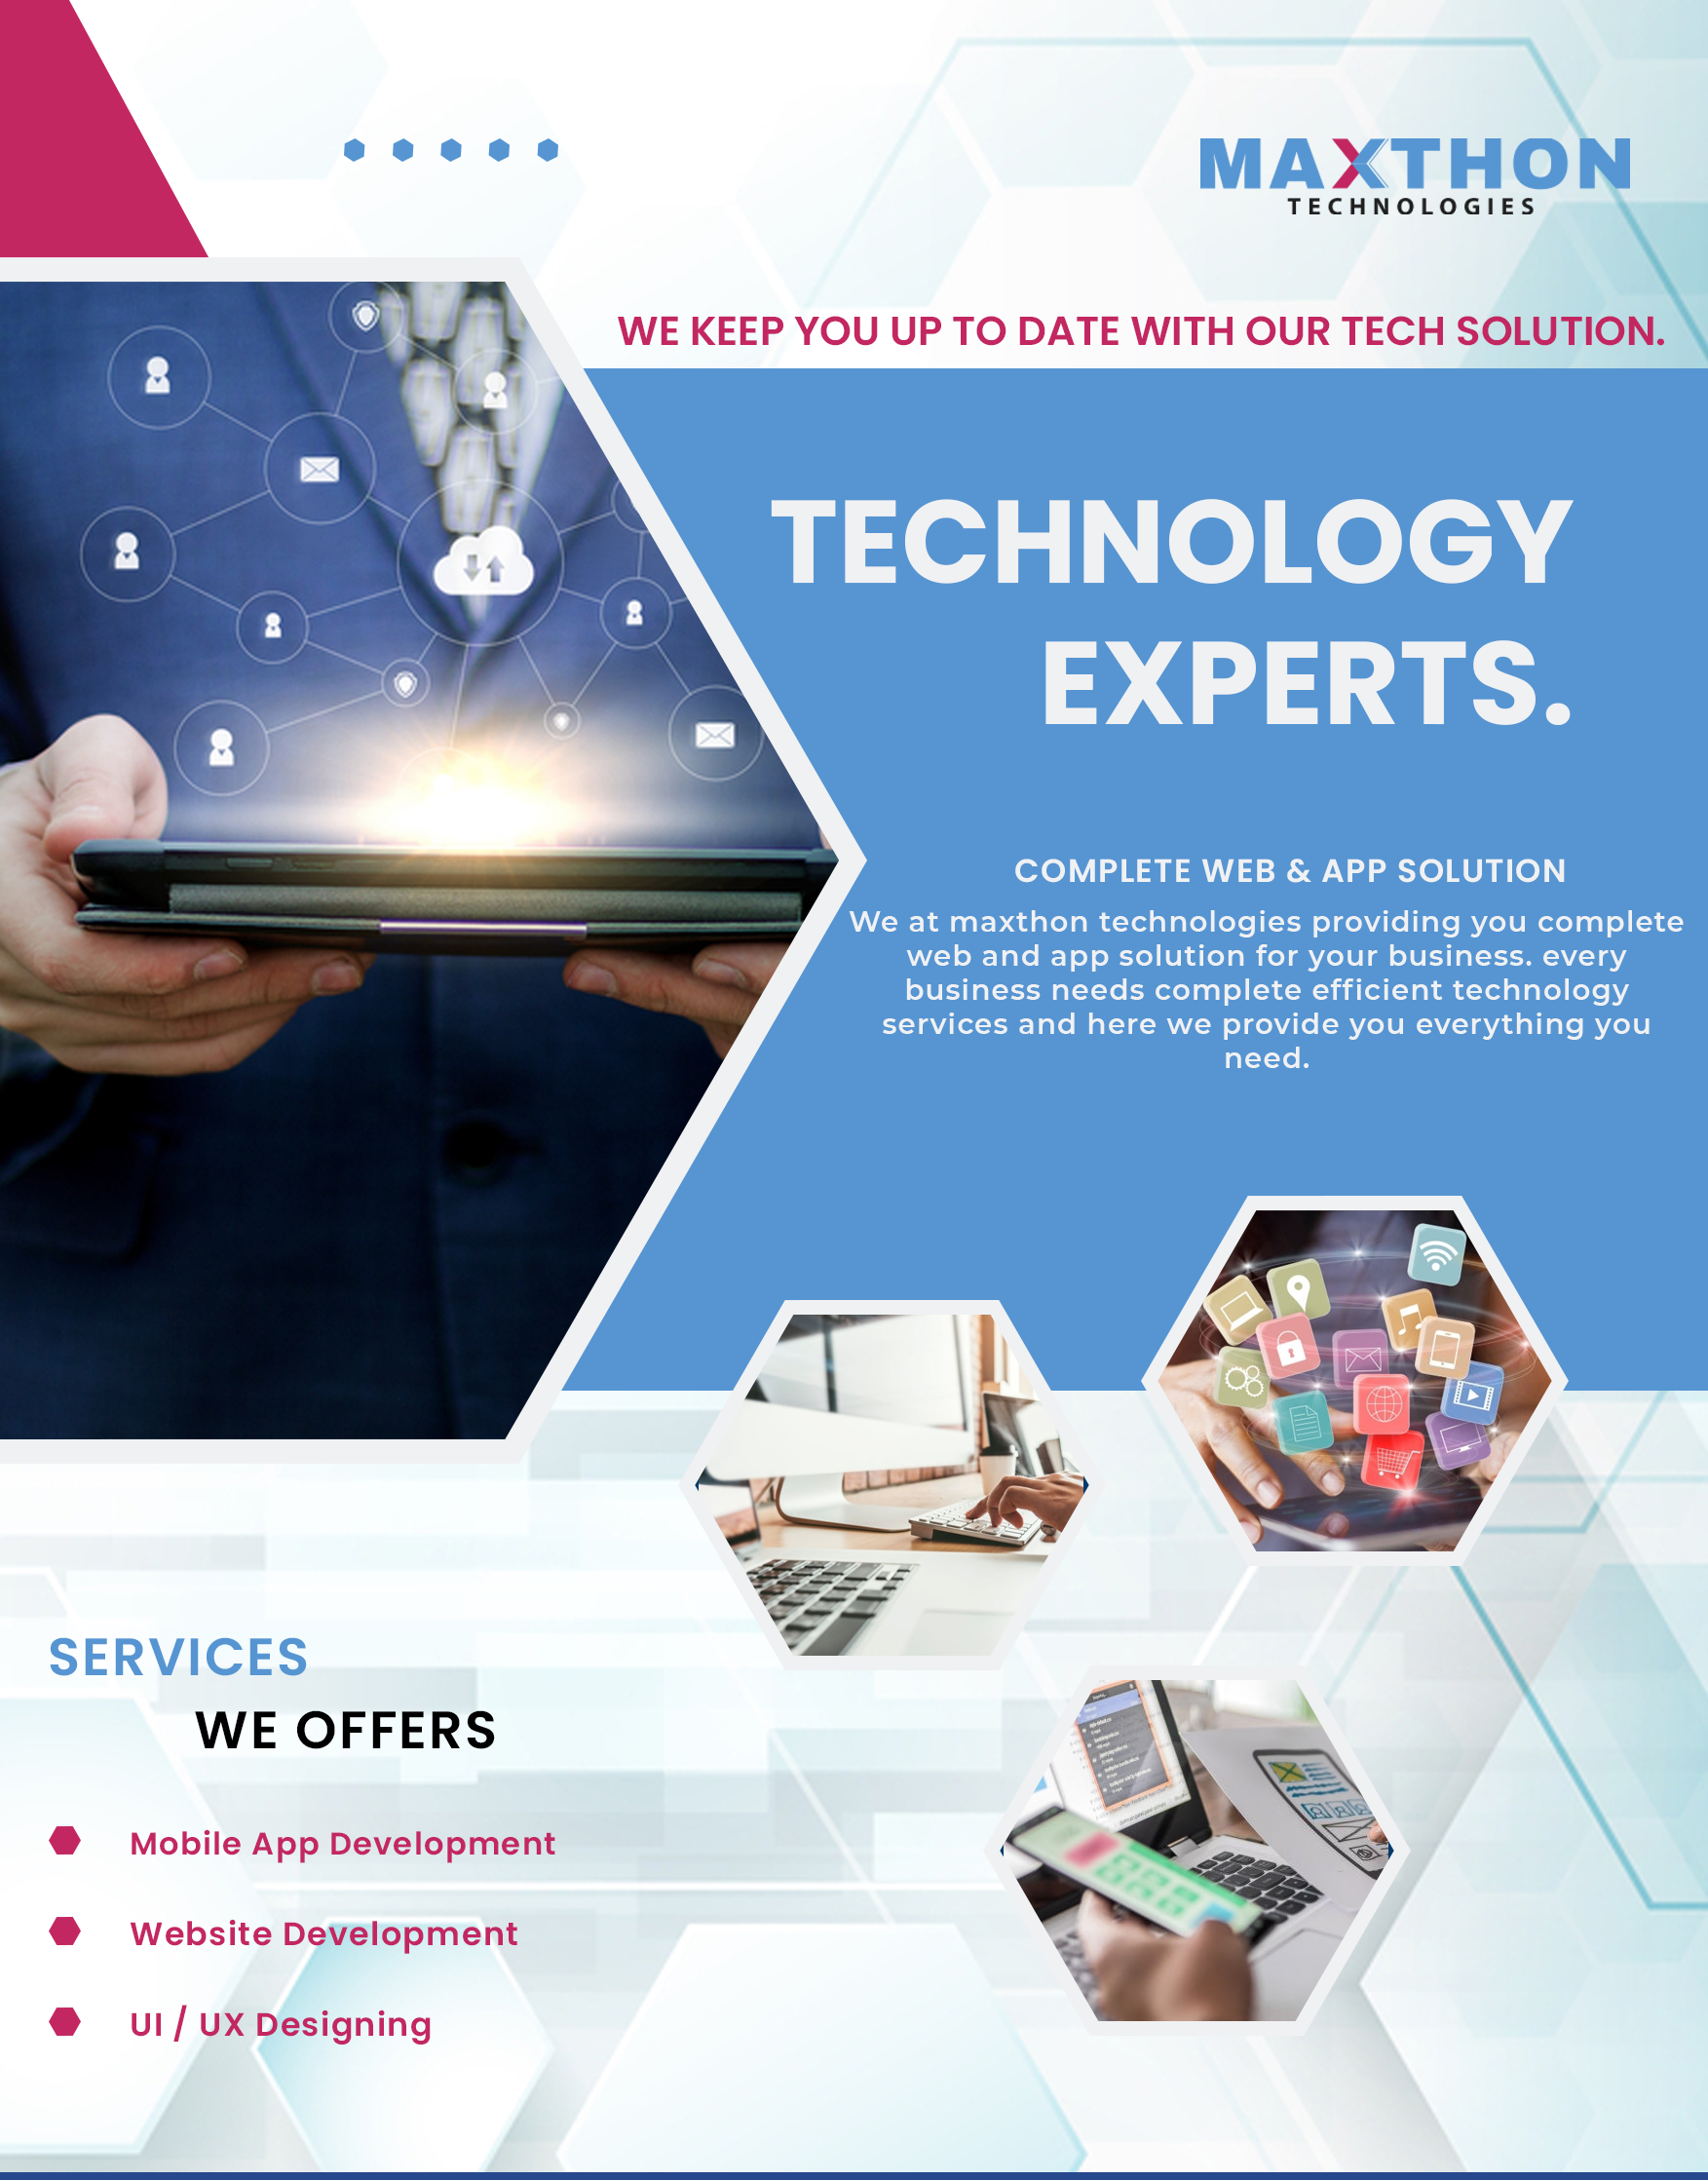 MAXTHON
TECHNOLOGIES
WE KEEP YOU UP TO DATE WITH OUR TECH SOLUTION.
TECHNOLOGY
EXPERTS.
COMPLETE WEB & APP SOLUTION
We at maxthon technologies providing you complete
web and app solution for your business. every
business needs complete efficient technology
services and here we provide you everything you
need.
SERVICES
WE OFFERS
Mobile App Development
Website Development
UI / UX Designing